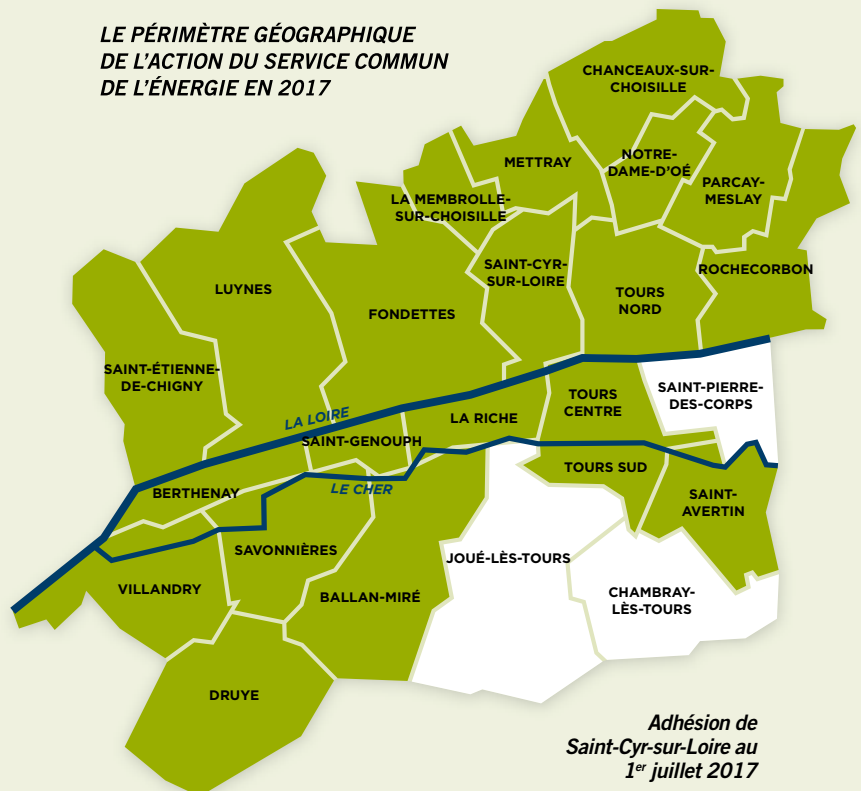 LE PÉRIMÈTRE GÉOGRAPHIQUE
DE L'ACTION DU SERVICE COMMUN
DE L'ÉNERGIE EN 2017
CHANCEAUX-SUR-
CHOISILLE
METTRAY
NOTRE-
DAME-D'OÉ
PARCAY-
MESLAY
LA MEMBROLLE-
SUR-CHOISILLE
SAINT-CYR-
SUR-LOIRE
ROCHECORBON
LUYNES
TOURS
NORD
FONDETTES
SAINT-ÉTIENNE-
DE-CHIGNY
SAINT-PIERRE-
DES-CORPS
TOURS
CENTRE
LA LOIRE
LA RICHE
SAINT-GENOUPH
TOURS SUD
LE CHER
BERTHENAY
SAINT-
AVERTIN
SAVONNIÈRES
JOUÉ-LÈS-TOURS
VILLANDRY
BALLAN-MIRÉ
CHAMBRAY-
LÈS-TOURS
DRUYE
Adhésion de
Saint-Cyr-sur-Loire au
1er juillet 2017